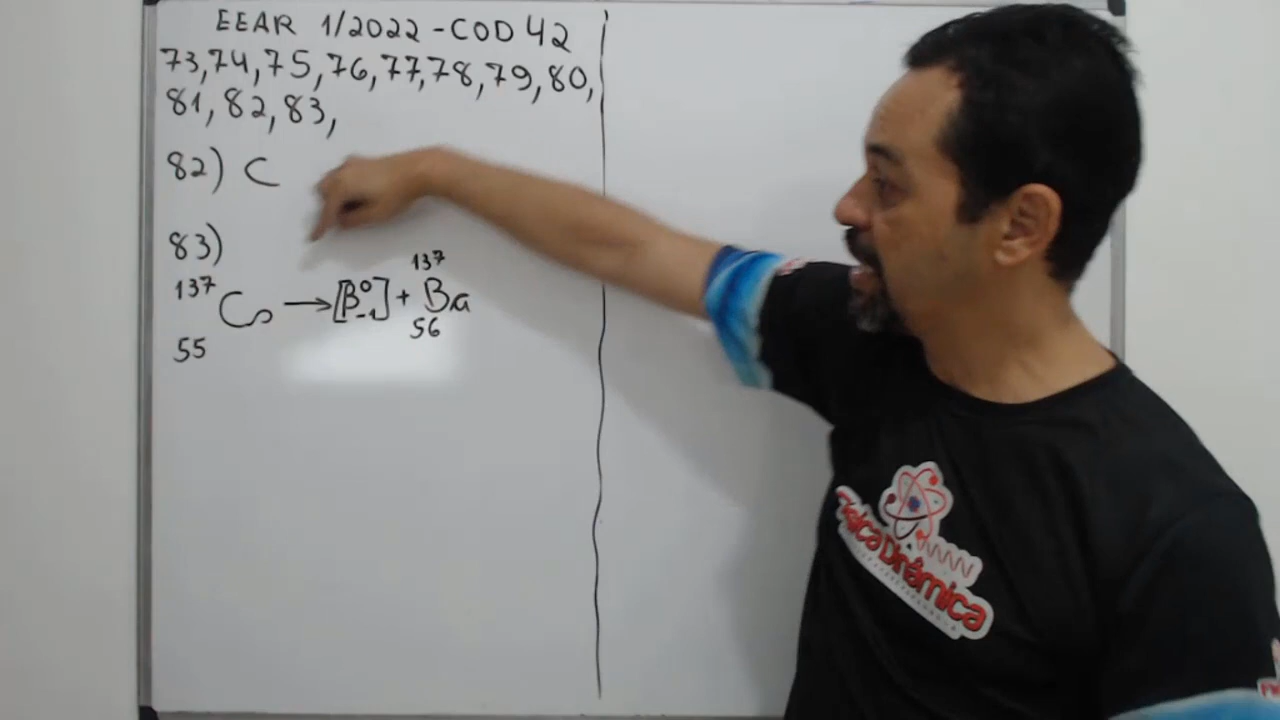 EEAR 1/2022 - COD 42
73, 74, 75, 76, 77, 78, 79, 80,
81, 82, 83,
82) C
83)
137 55 Cs → [β 0 -1] + 137 56 Ba
Física Dinâmica